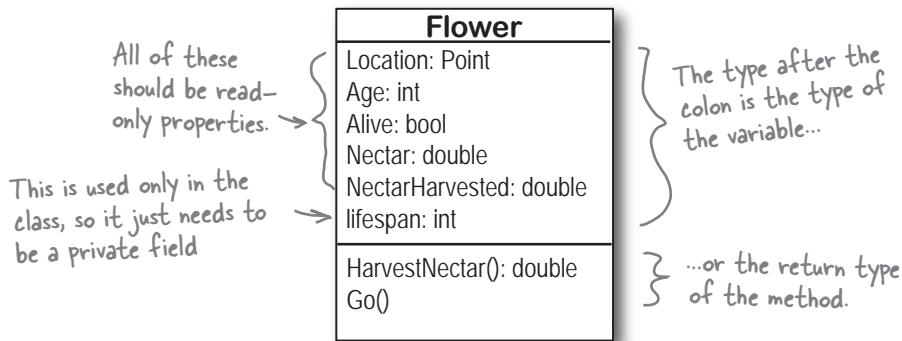 Flower
All of these
should be read-
only properties.
This is used only in the
class, so it just needs to
be a private field
Location: Point
Age: int
Alive: bool
Nectar: double
NectarHarvested: double
lifespan: int
HarvestNectar(): double
Go()
The type after the
colon is the type of
the variable...
...or the return type
of the method.